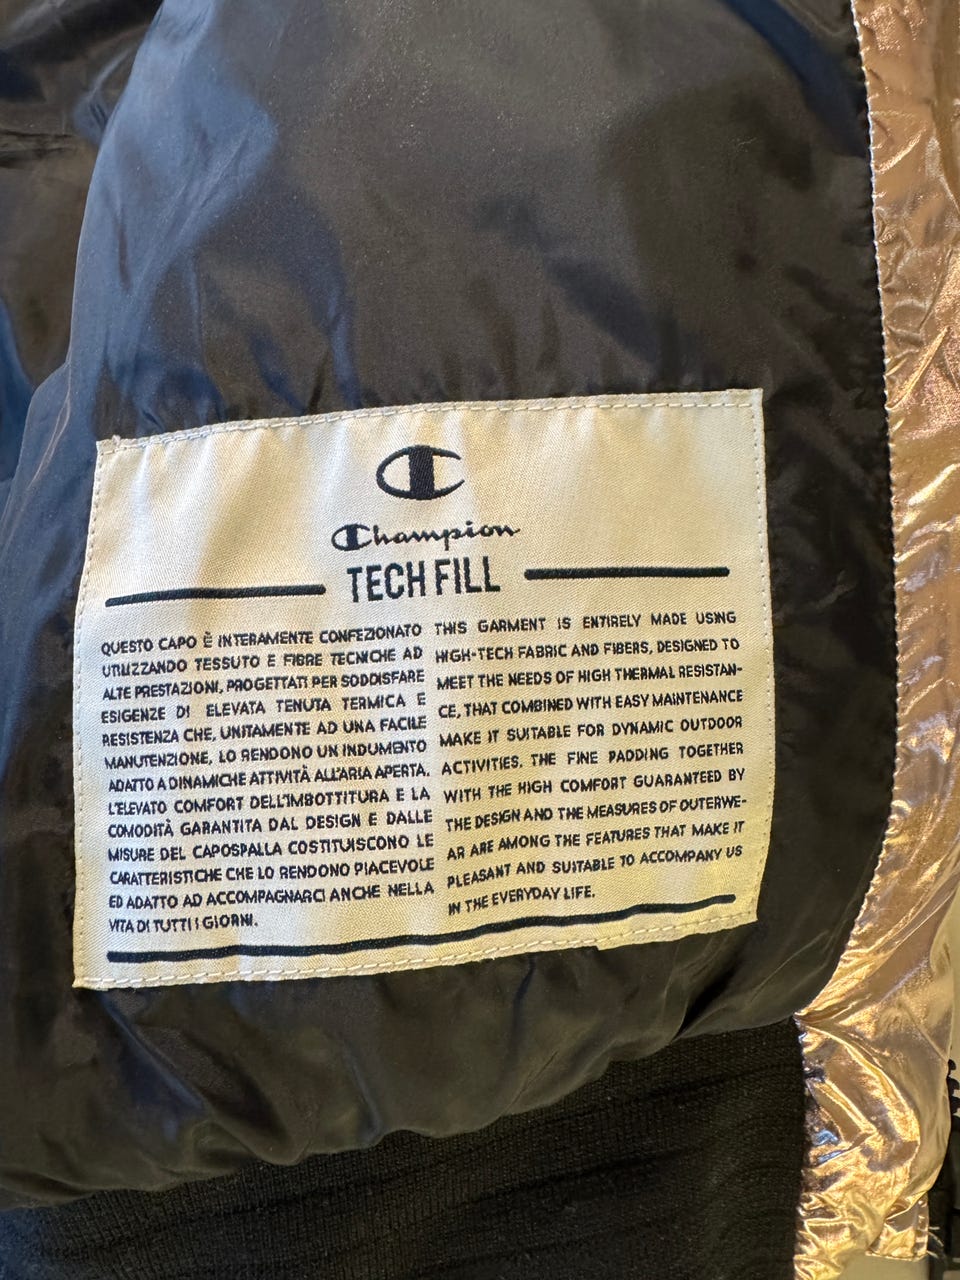 Champion
TECH FILL
QUESTO CAPO È INTERAMENTE CONFEZIONATO
UTILIZZANDO TESSUTO E FIBRE TECNICHE AD
ALTE PRESTAZIONI, PROGETTATI PER SODDISFARE
ESIGENZE DI ELEVATA TENUTA TERMICA E
RESISTENZA CHE, UNITAMENTE AD UNA FACILE
MANUTENZIONE, LO RENDONO UN INDUMENTO
ADATTO A DINAMICHE ATTIVITÀ ALL'ARIA APERTA.
L'ELEVATO COMFORT DELL'IMBOTTITURA E LA
COMODITÀ GARANTITA DAL DESIGN E DALLE
MISURE DEL CAPOSPALLA COSTITUISCONO LE
CARATTERISTICHE CHE LO RENDONO PIACEVOLE
ED ADATTO AD ACCOMPAGNARCI ANCHE NELLA
VITA DI TUTTI I GIORNI.
THIS GARMENT IS ENTIRELY MADE USING
HIGH-TECH FABRIC AND FIBERS, DESIGNED TO
MEET THE NEEDS OF HIGH THERMAL RESISTAN-
CE, THAT COMBINED WITH EASY MAINTENANCE
MAKE IT SUITABLE FOR DYNAMIC OUTDOOR
ACTIVITIES. THE FINE PADDING TOGETHER
WITH THE HIGH COMFORT GUARANTEED BY
THE DESIGN AND THE MEASURES OF OUTERWE-
AR ARE AMONG THE FEATURES THAT MAKE IT
PLEASANT AND SUITABLE TO ACCOMPANY US
IN THE EVERYDAY LIFE.